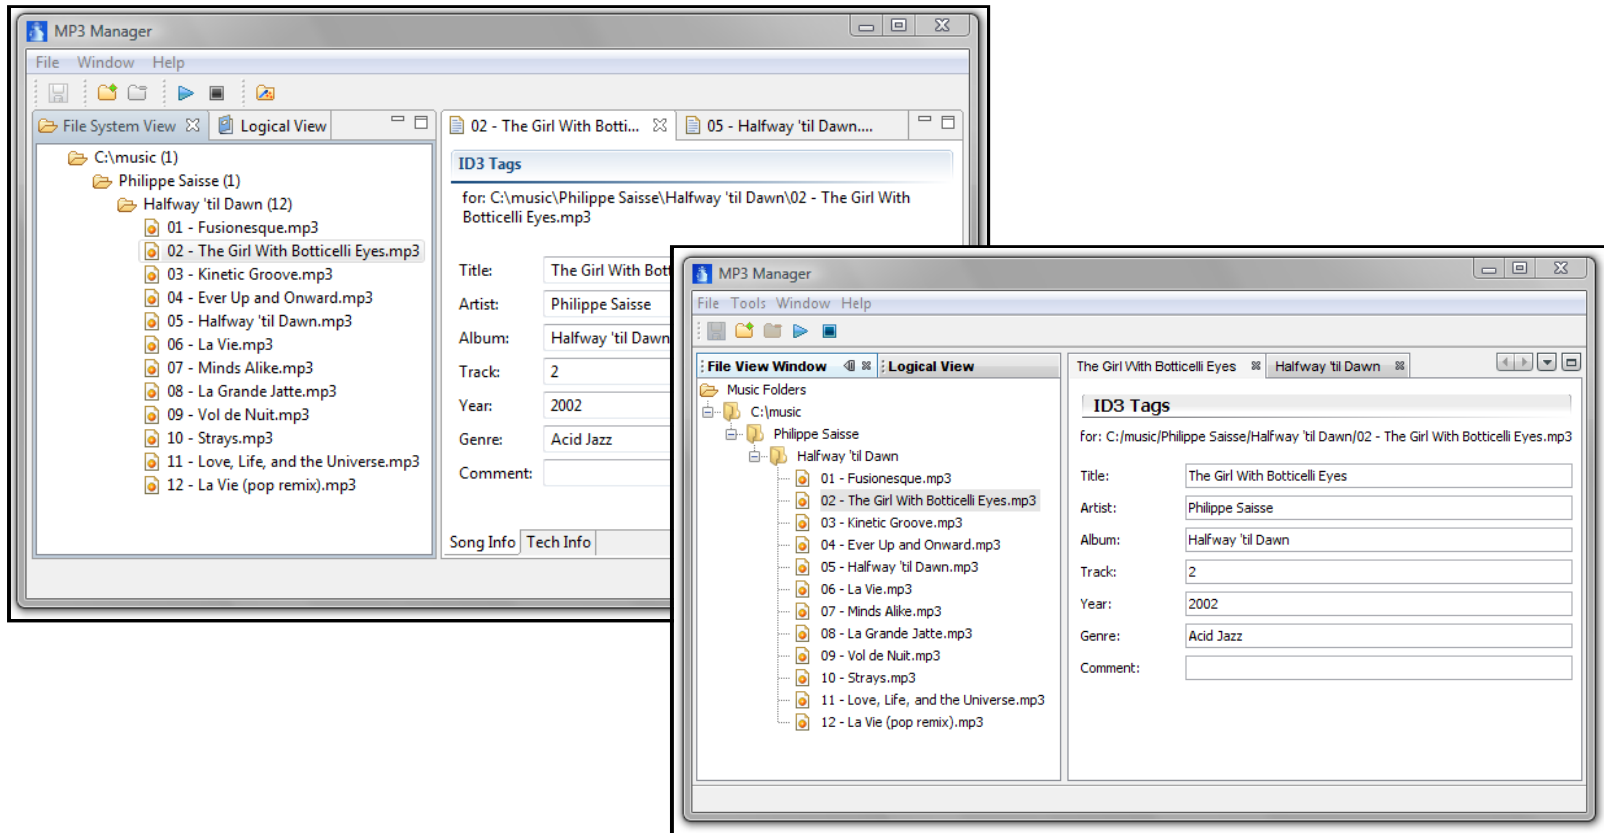 MP3 Manager
File Window Help
File System View
Logical View
C:\music (1)
Philippe Saisse (1)
Halfway 'til Dawn (12)
01 - Fusionesque.mp3
02 - The Girl With Botticelli Eyes.mp3
03 - Kinetic Groove.mp3
04 - Ever Up and Onward.mp3
05 - Halfway 'til Dawn.mp3
06 - La Vie.mp3
07 - Minds Alike.mp3
08 - La Grande Jatte.mp3
09 - Vol de Nuit.mp3
10 - Strays.mp3
11 - Love, Life, and the Universe.mp3
12 - La Vie (pop remix).mp3
02 - The Girl With Botti...
05 - Halfway 'til Dawn....
ID3 Tags
for: C:\music\Philippe Saisse\Halfway 'til Dawn\02 - The Girl With
Botticelli Eyes.mp3
Title: The Girl With Bott
Artist: Philippe Saisse
Album: Halfway 'til Dawn
Track: 2
Year: 2002
Genre: Acid Jazz
Comment:
Song Info Tech Info
MP3 Manager
File Tools Window Help
File View Window
Logical View
Music Folders
C:\music
Philippe Saisse
Halfway 'til Dawn
01 - Fusionesque.mp3
02 - The Girl With Botticelli Eyes.mp3
03 - Kinetic Groove.mp3
04 - Ever Up and Onward.mp3
05 - Halfway 'til Dawn.mp3
06 - La Vie.mp3
07 - Minds Alike.mp3
08 - La Grande Jatte.mp3
09 - Vol de Nuit.mp3
10 - Strays.mp3
11 - Love, Life, and the Universe.mp3
12 - La Vie (pop remix).mp3
The Girl With Botticelli Eyes
Halfway 'til Dawn
ID3 Tags
for: C:/music/Philippe Saisse/Halfway 'til Dawn/02 - The Girl With Botticelli Eyes.mp3
Title: The Girl With Botticelli Eyes
Artist: Philippe Saisse
Album: Halfway 'til Dawn
Track: 2
Year: 2002
Genre: Acid Jazz
Comment: